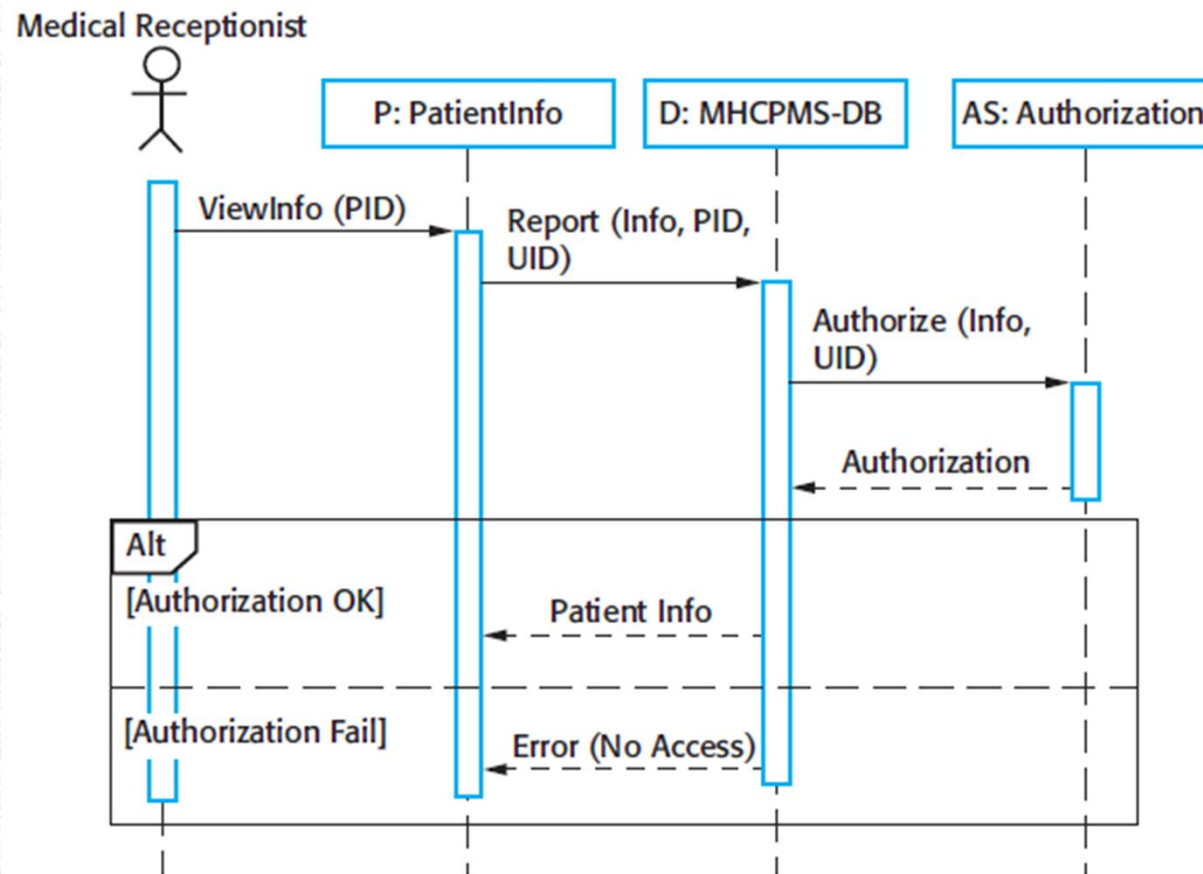 Medical Receptionist
P: PatientInfo
D: MHCPMS-DB
AS: Authorization
ViewInfo (PID)
Report (Info, PID,
UID)
Authorize (Info,
UID)
Authorization
Alt
[Authorization OK]
Patient Info
[Authorization Fail]
Error (No Access)